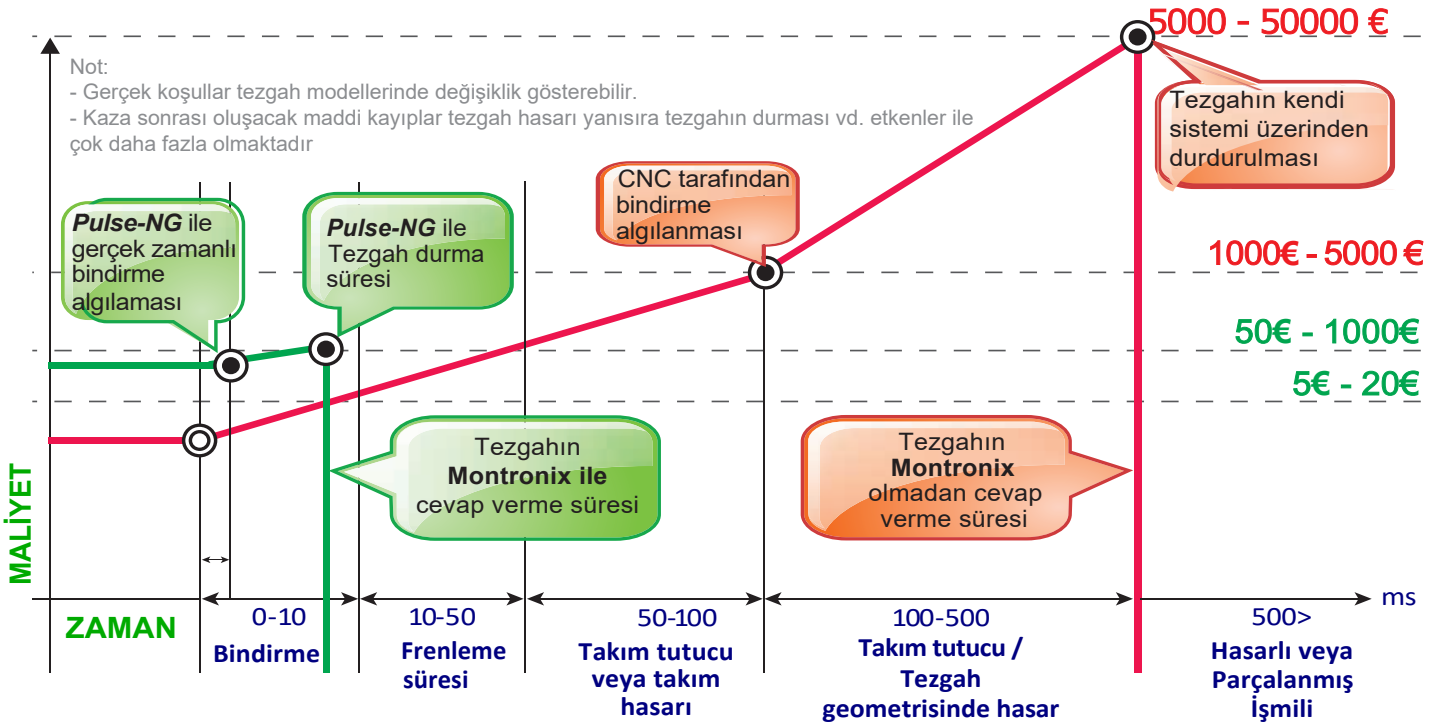 5000 - 50000 €
Not:
- Gerçek koşullar tezgah modellerinde değişiklik gösterebilir.
- Kaza sonrası oluşacak maddi kayıplar tezgah hasarı yanısıra tezgahın durması vd. etkenler ile
çok daha fazla olmaktadır
Tezgahın kendi
sistemi üzerinden
durdurulması
CNC tarafından
bindirme
algılanması
Pulse-NG ile
gerçek zamanlı
bindirme
algılaması
Pulse-NG ile
Tezgah durma
süresi
1000€ - 5000 €
50€ - 1000€
5€ - 20€
Tezgahın
Montronix ile
cevap verme süresi
Tezgahın
Montronix
olmadan cevap
verme süresi
MALİYET
ZAMAN
0-10
Bindirme
10-50
Frenleme
süresi
50-100
Takım tutucu
veya takım
hasarı
100-500
Takım tutucu /
Tezgah
geometrisinde hasar
500>
Hasarlı veya
Parçalanmış
İşmili
ms